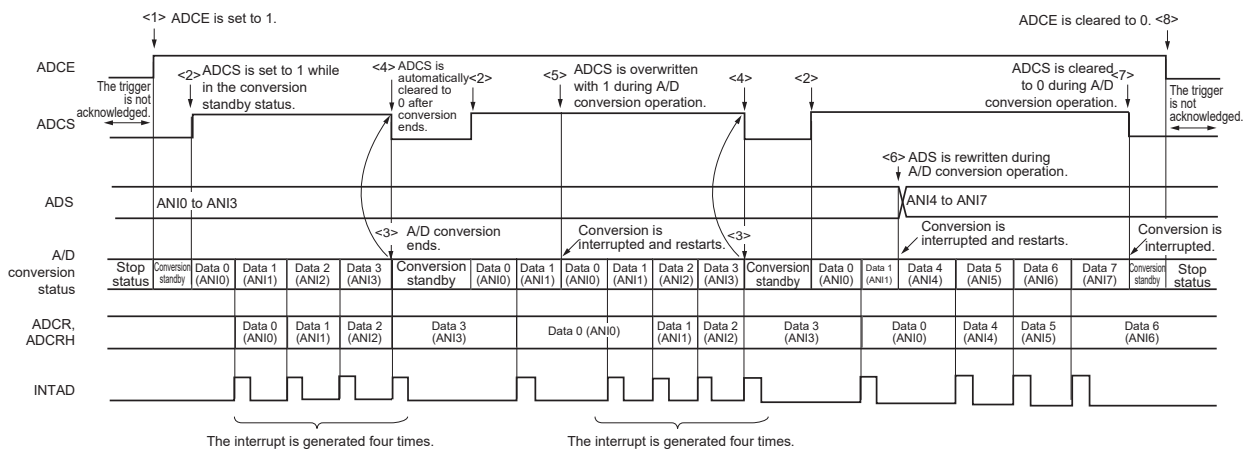 <1> ADCE is set to 1.
ADCE is cleared to 0. <8>
ADCE
The trigger
is not
acknowledged.
<2> ADCS is set to 1 while
in the conversion
standby status.
<4> ADCS is
automatically
cleared to
0 after
conversion
ends.
<2>
<5> ADCS is overwritten
with 1 during A/D
conversion operation.
<4>
<2>
ADCS is cleared <7>
to 0 during A/D
conversion operation.
The trigger
is not
acknowledged.
ADCS
<6> ADS is rewritten during
A/D conversion operation.
ADS
ANI0 to ANI3
ANI4 to ANI7
<3> A/D conversion
ends.
Conversion is
interrupted and restarts.
<3>
Conversion is
interrupted and restarts.
Conversion is
interrupted.
A/D
conversion
status
Stop
status
Conversion
standby
Data 0
(ANI0)
Data 1
(ANI1)
Data 2
(ANI2)
Data 3
(ANI3)
Conversion
standby
Data 0
(ANI0)
Data 1
(ANI1)
Data 0
(ANI0)
Data 1
(ANI1)
Data 2
(ANI2)
Data 3
(ANI3)
Conversion
standby
Data 0
(ANI0)
Data 1
(ANI1)
Data 4
(ANI4)
Data 5
(ANI5)
Data 6
(ANI6)
Data 7
(ANI7)
Conversion
standby
Stop
status
ADCR,
ADCRH
Data 0
(ANI0)
Data 1
(ANI1)
Data 2
(ANI2)
Data 3
(ANI3)
Data 0 (ANI0)
Data 1
(ANI1)
Data 2
(ANI2)
Data 3
(ANI3)
Data 0
(ANI0)
Data 4
(ANI4)
Data 5
(ANI5)
Data 6
(ANI6)
INTAD
The interrupt is generated four times.
The interrupt is generated four times.